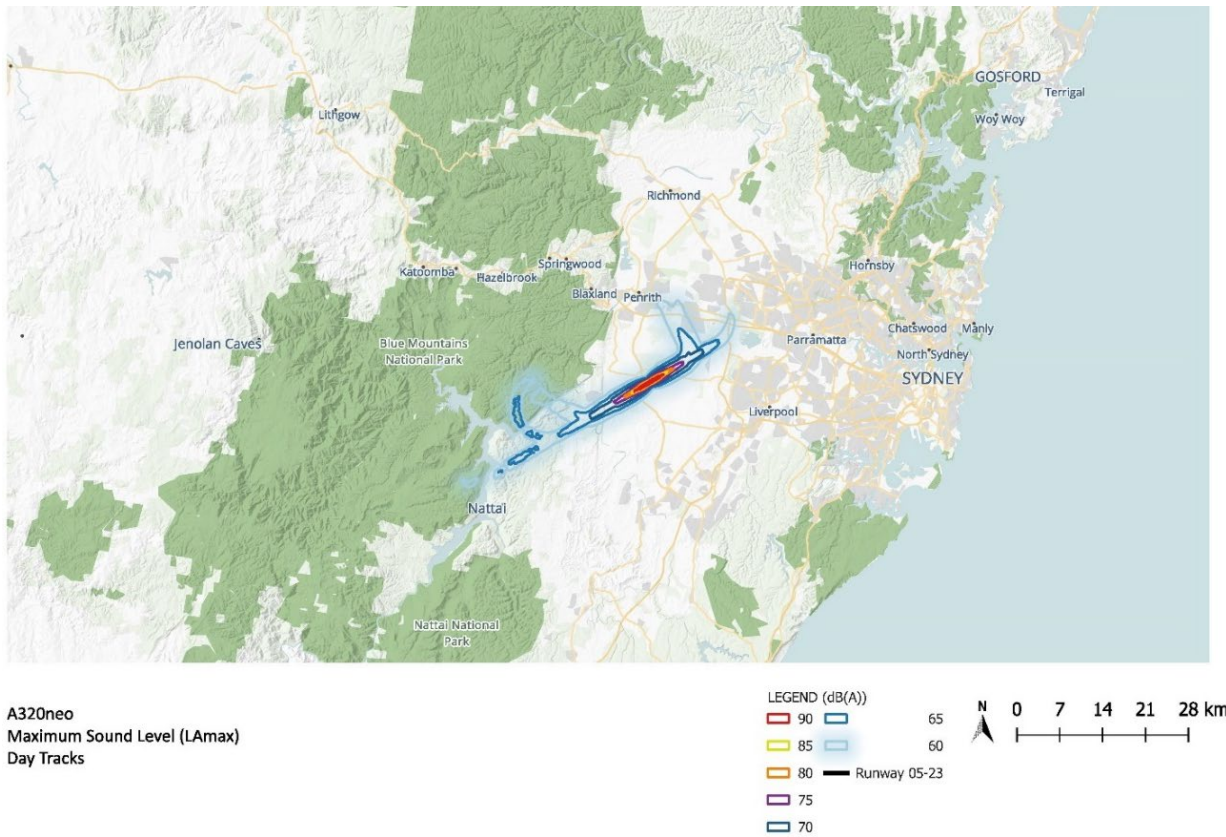 GOSFORD
Terrigal
Woy Woy
Lithgow
Richmond
Hornsby
Springwood
Katoomba
Hazelbrook
Blaxland
Penrith
Chatswood
Manly
Jenolan Caves
Blue Mountains
National Park
Parramatta
North Sydney
SYDNEY
Liverpool
Nattai
Nattai National
Park
A320neo
Maximum Sound Level (LAmax)
Day Tracks
LEGEND (dB(A))
90 65
85 60
80 Runway 05-23
75
70
N 0 7 14 21 28 km